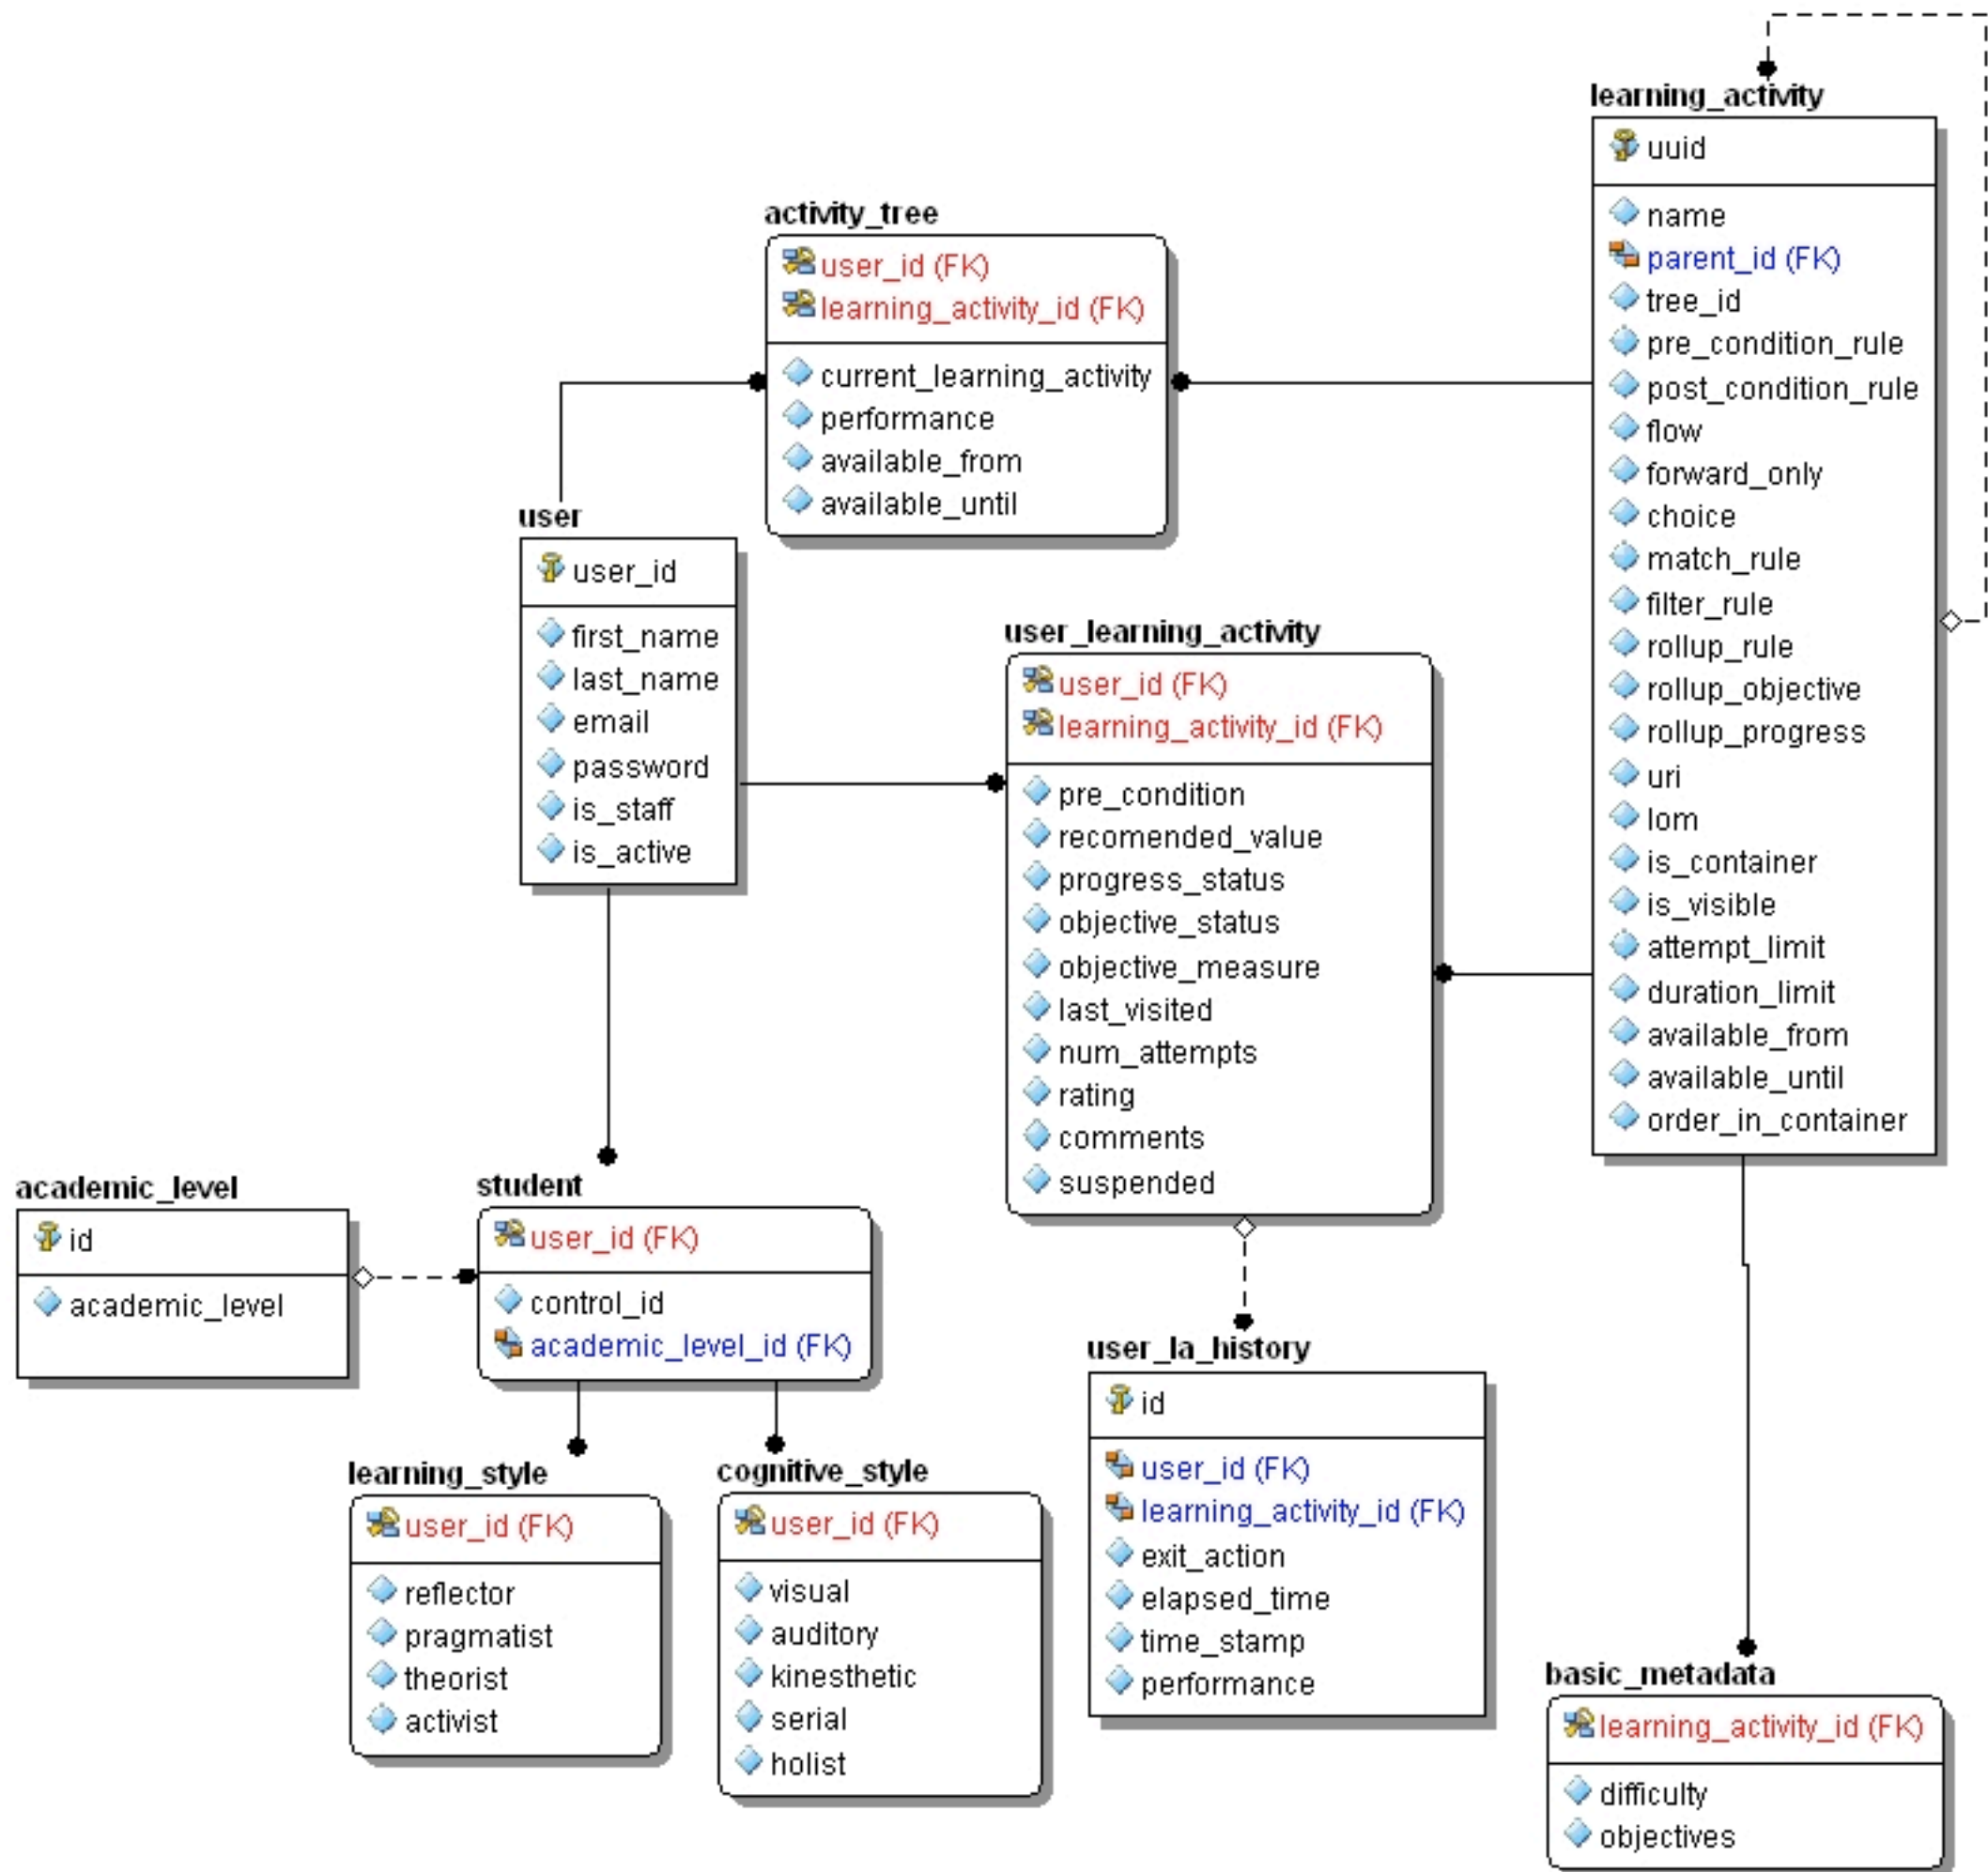 learning_activity
uuid
name
parent_id (FK)
tree_id
pre_condition_rule
post_condition_rule
flow
forward_only
choice
match_rule
filter_rule
rollup_rule
rollup_objective
rollup_progress
uri
lom
is_container
is_visible
attempt_limit
duration_limit
available_from
available_until
order_in_container
activity_tree
user_id (FK)
learning_activity_id (FK)
current_learning_activity
performance
available_from
available_until
user
user_id
first_name
last_name
email
password
is_staff
is_active
user_learning_activity
user_id (FK)
learning_activity_id (FK)
pre_condition
recomended_value
progress_status
objective_status
objective_measure
last_visited
num_attempts
rating
comments
suspended
academic_level
id
academic_level
student
user_id (FK)
control_id
academic_level_id (FK)
learning_style
user_id (FK)
reflector
pragmatist
theorist
activist
cognitive_style
user_id (FK)
visual
auditory
kinesthetic
serial
holist
user_la_history
id
user_id (FK)
learning_activity_id (FK)
exit_action
elapsed_time
time_stamp
performance
basic_metadata
learning_activity_id (FK)
difficulty
objectives